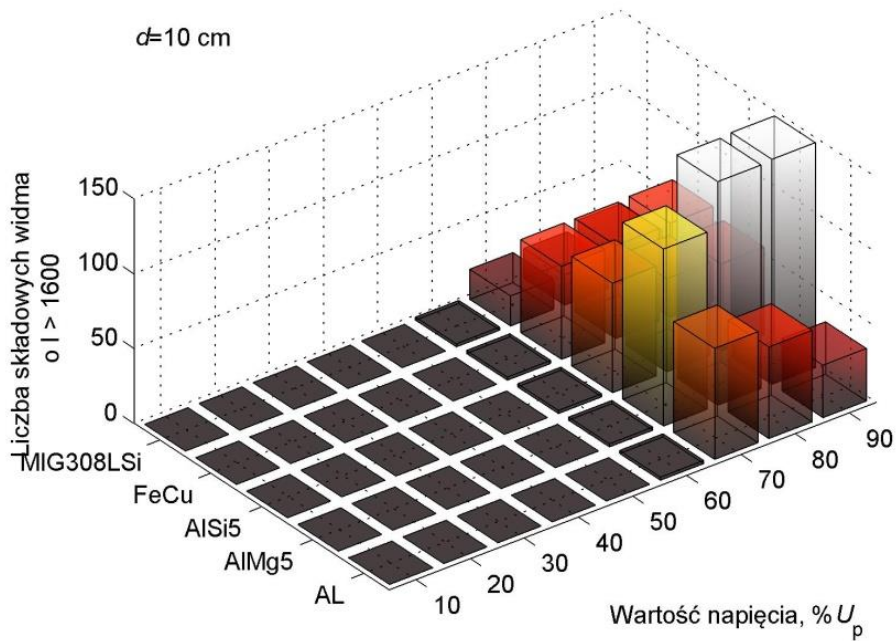 d=10 cm
Liczba składowych widma
o I > 1600
150
100
50
0
MIG308LSi
FeCu
AlSi5
AlMg5
AL
10
20
30
40
50
60
70
80
90
Wartość napięcia, % Up